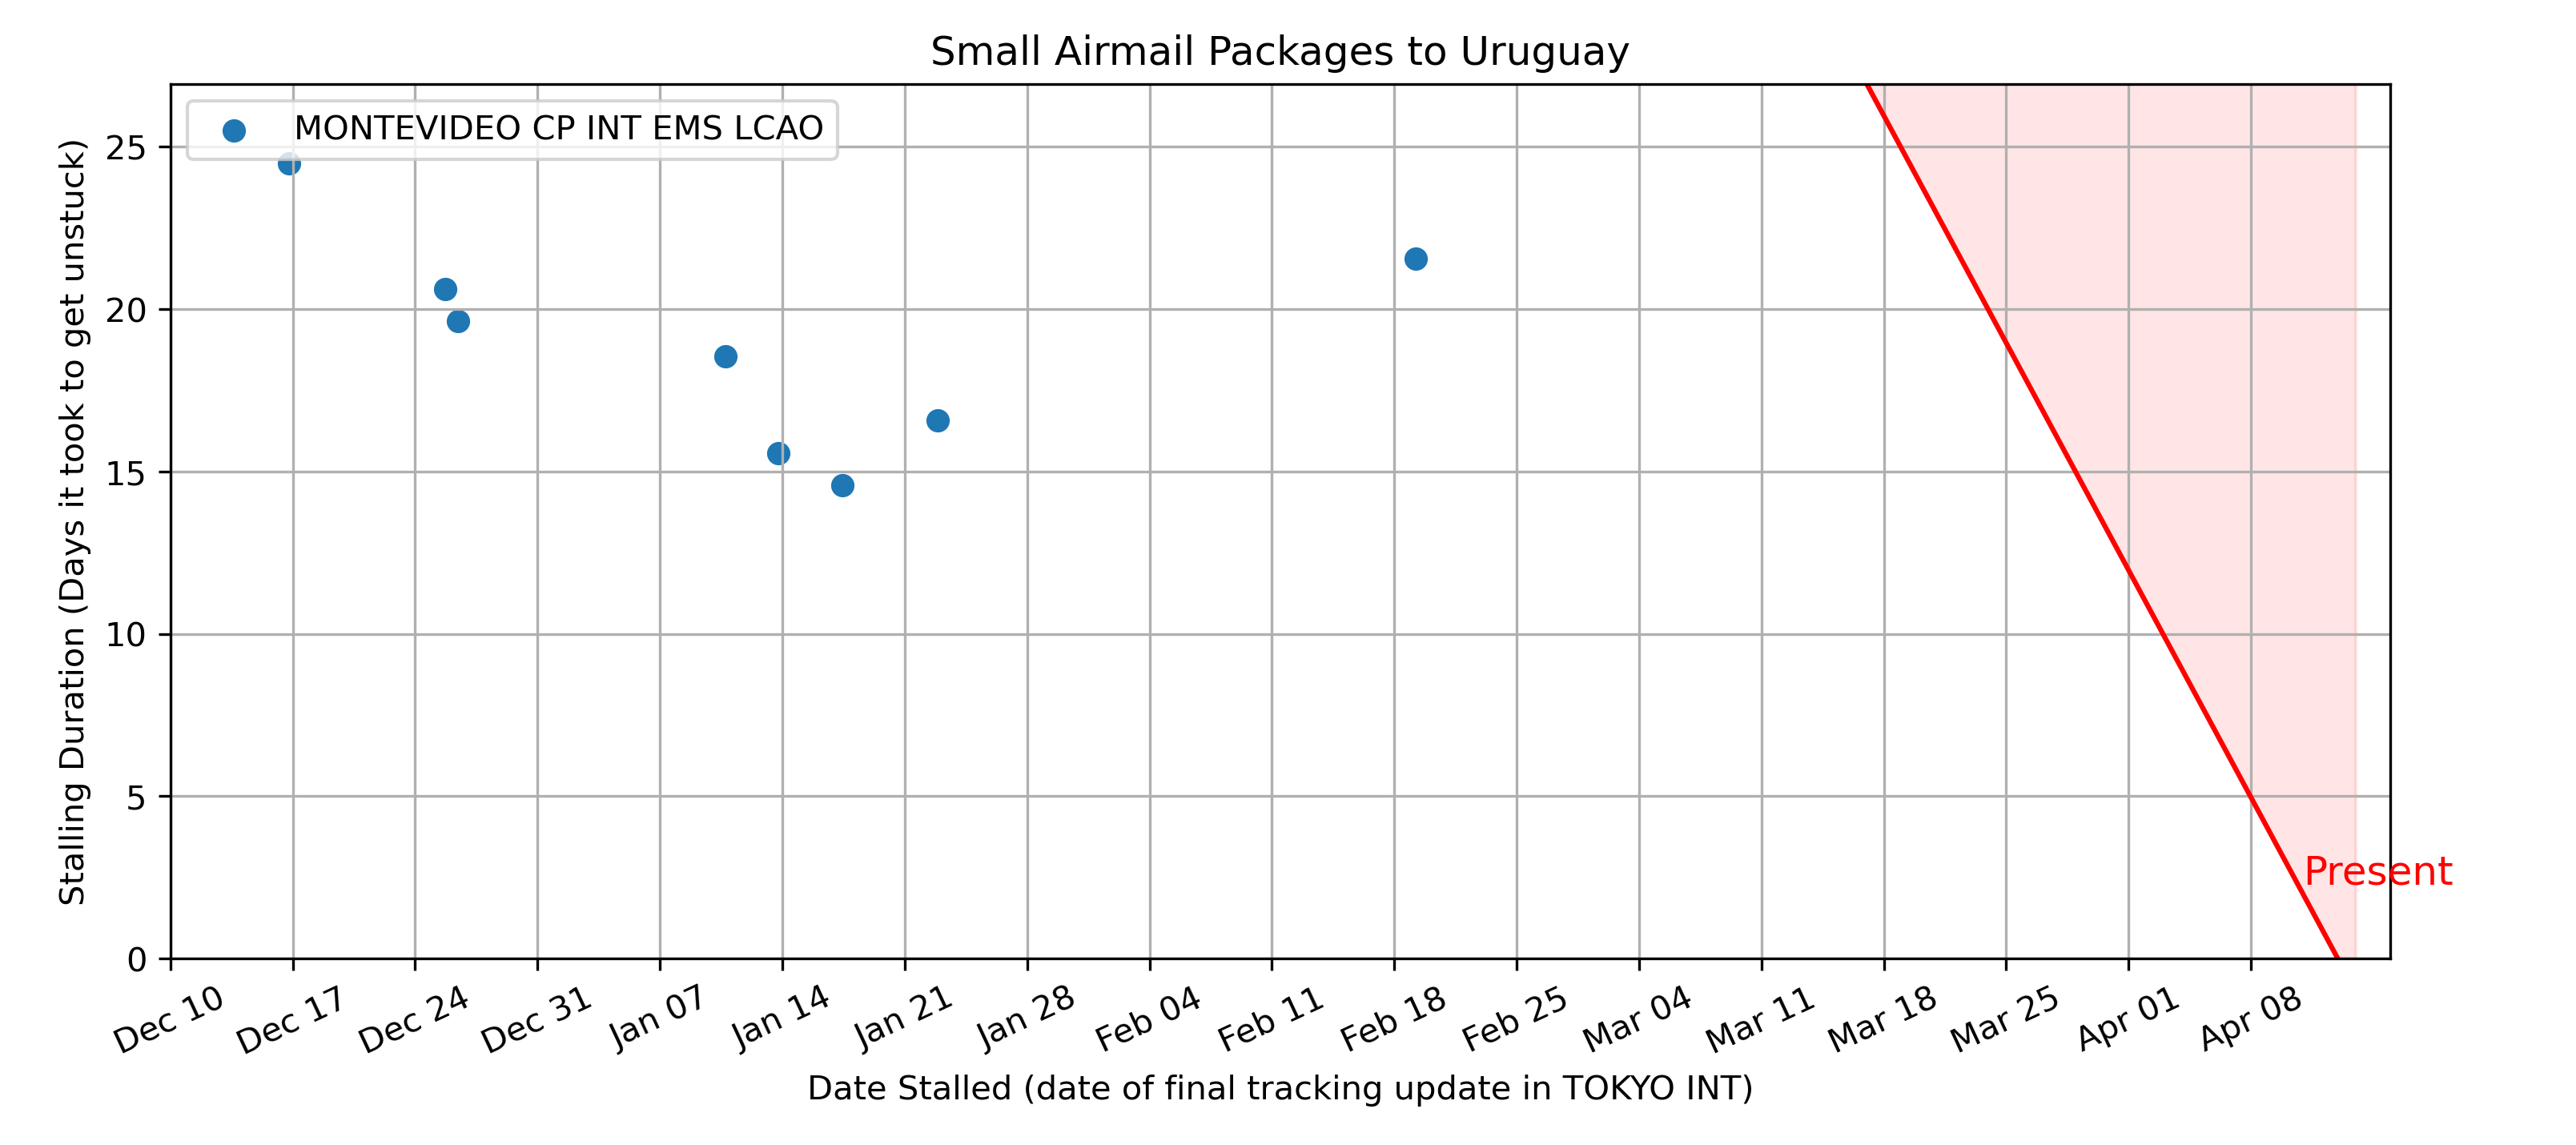 Small Airmail Packages to Uruguay
MONTEVIDEO CP INT EMS LCAO
Stalling Duration (Days it took to get unstuck)
25
20
15
10
5
0
Present
Dec 10
Dec 17
Dec 24
Dec 31
Jan 07
Jan 14
Jan 21
Jan 28
Feb 04
Feb 11
Feb 18
Feb 25
Mar 04
Mar 11
Mar 18
Mar 25
Apr 01
Apr 08
Date Stalled (date of final tracking update in TOKYO INT)